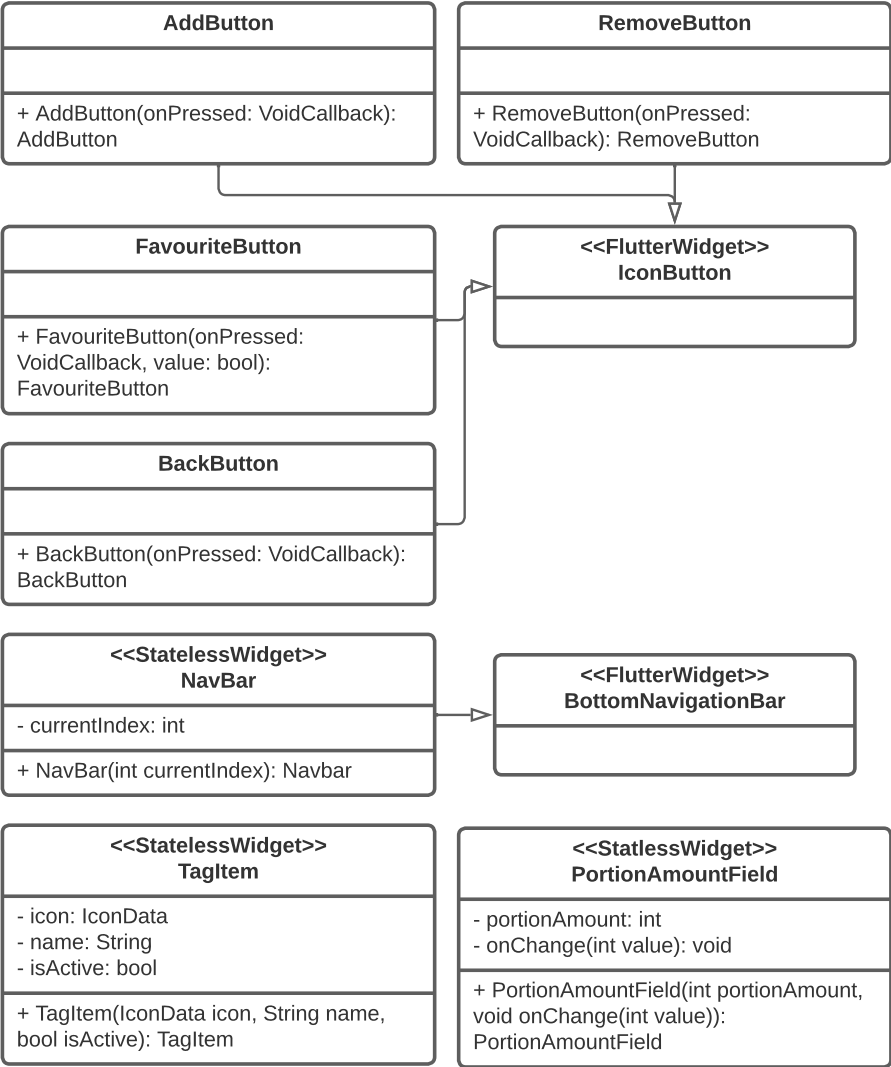 AddButton
+ AddButton(onPressed: VoidCallback):
AddButton
RemoveButton
+ RemoveButton(onPressed:
VoidCallback): RemoveButton
FavouriteButton
+ FavouriteButton(onPressed:
VoidCallback, value: bool):
FavouriteButton
<<FlutterWidget>>
IconButton
BackButton
+ BackButton(onPressed: VoidCallback):
BackButton
<<StatelessWidget>>
NavBar
- currentIndex: int
+ NavBar(int currentIndex): Navbar
<<FlutterWidget>>
BottomNavigationBar
<<StatelessWidget>>
TagItem
- icon: IconData
- name: String
- isActive: bool
+ TagItem(IconData icon, String name,
bool isActive): TagItem
<<StatlessWidget>>
PortionAmountField
- portionAmount: int
- onChange(int value): void
+ PortionAmountField(int portionAmount,
void onChange(int value)):
PortionAmountField